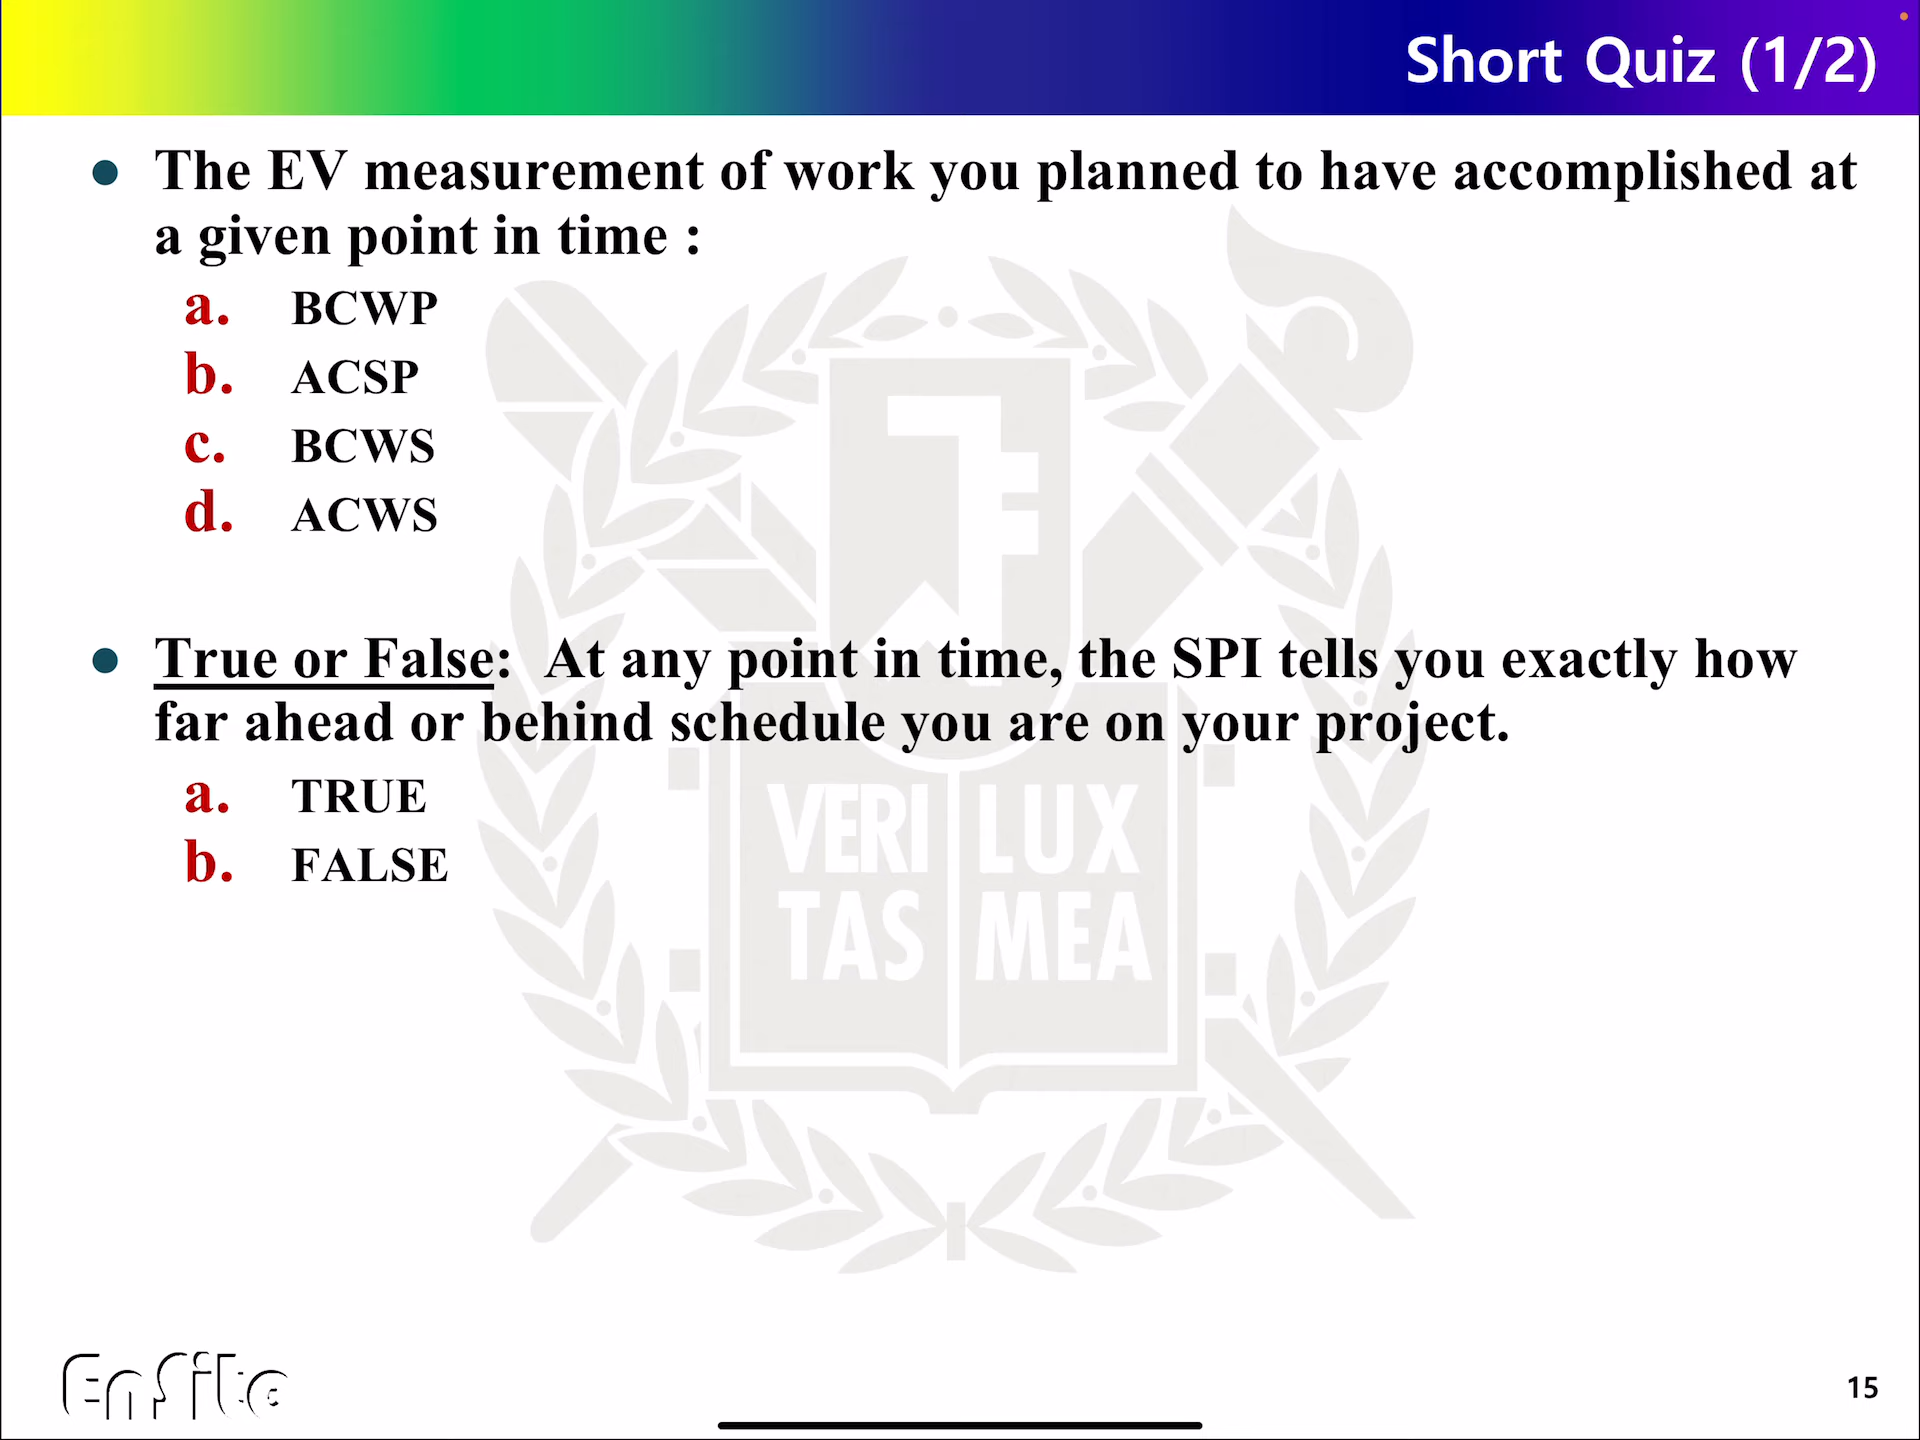 Short Quiz (1/2)
● The EV measurement of work you planned to have accomplished at
a given point in time :
a. BCWP
b. ACSP
c. BCWS
d. ACWS
● True or False: At any point in time, the SPI tells you exactly how
far ahead or behind schedule you are on your project.
a. TRUE
b. FALSE
VERI LUX
TAS MEA
EnSite
15